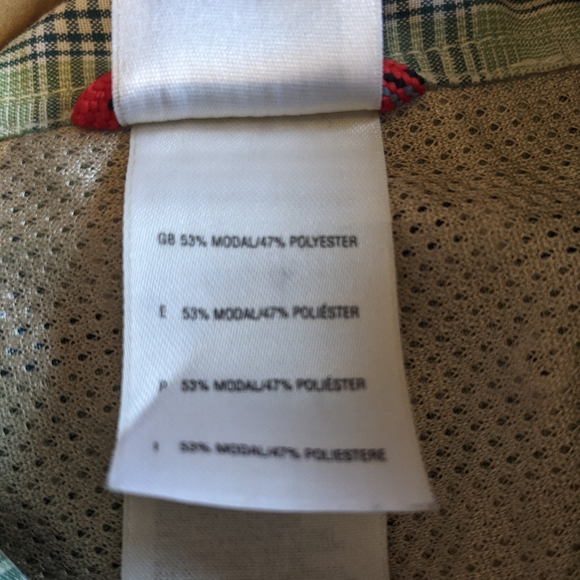 GB 53% MODAL/47% POLYESTER
E 53% MODAL/47% POLIÉSTER
P 53% MODAL/47% POLIÉSTER
I 53% MODAL/47% POLIESTERE